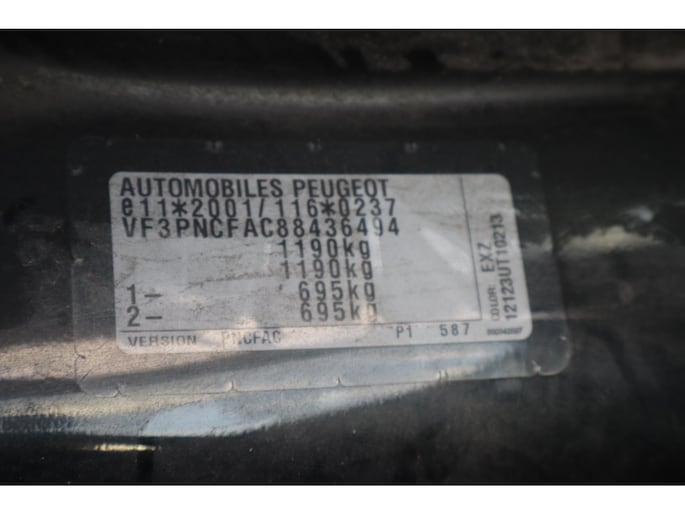 AUTOMOBILES PEUGEOT
e11*2001/116*0237
VF3PNCFAC88436494
1190kg
1190kg
1- 695kg
2- 695kg
VERSION PNCFAC P1 587
COLOR: EXZ
12123UT10213